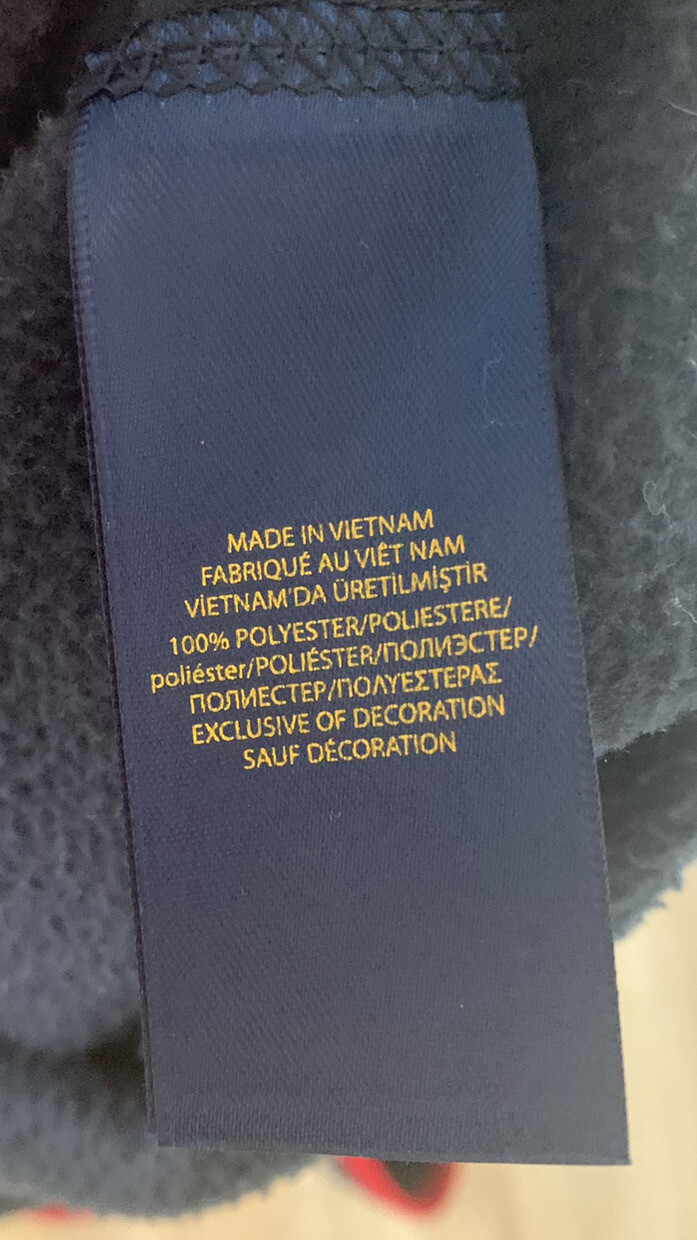 MADE IN VIETNAM
FABRIQUÉ AU VIÊT NAM
VİETNAM'DA ÜRETİLMİŞTİR
100% POLYESTER/POLIESTERE/
poliéster/POLIÉSTER/ПОЛИЭСТЕР/
ПОЛИЕСТЕР/ΠΟΛΥΕΣΤΕΡΑΣ
EXCLUSIVE OF DECORATION
SAUF DÉCORATION